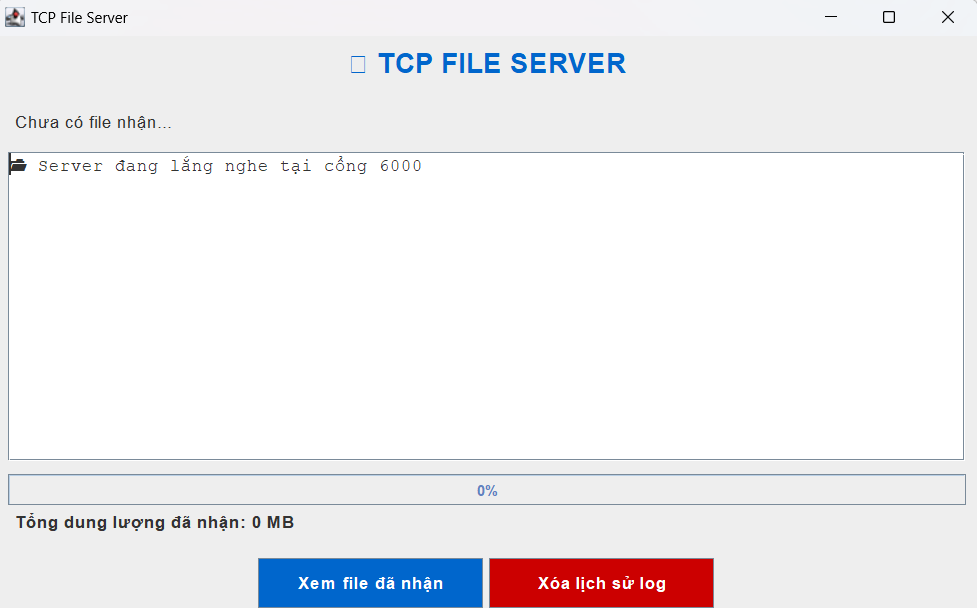 TCP File Server
TCP FILE SERVER
Chưa có file nhận...
Server đang lắng nghe tại cổng 6000
0%
Tổng dung lượng đã nhận: 0 MB
Xem file đã nhận
Xóa lịch sử log